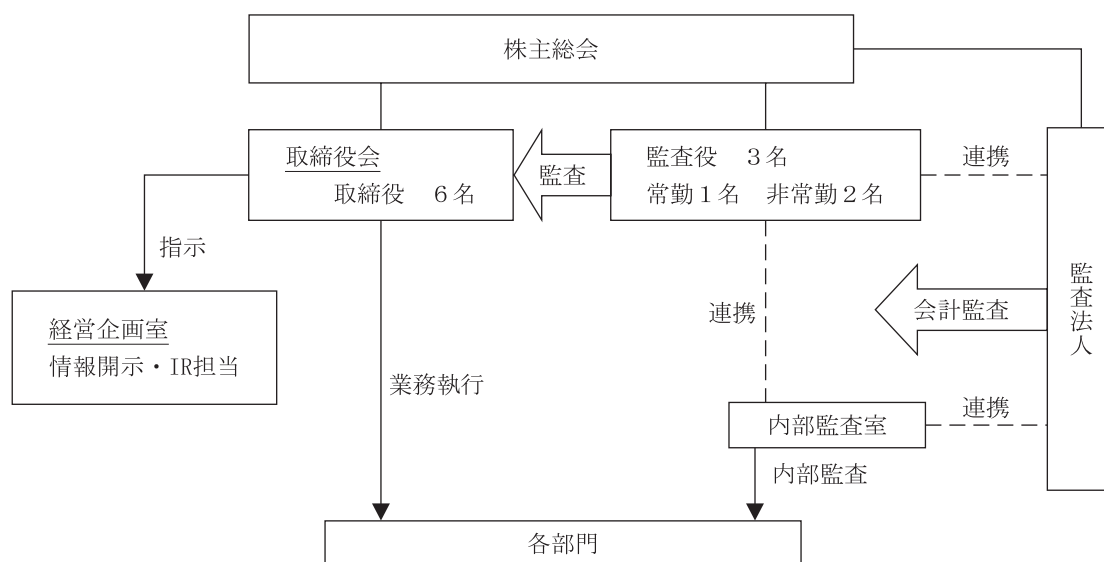 株主総会
取締役会
取締役　６名
監査
監査役　３名
常勤１名　非常勤２名
連携
指示
経営企画室
情報開示・IR担当
業務執行
連携
会計監査
監査法人
内部監査室
連携
内部監査
各部門